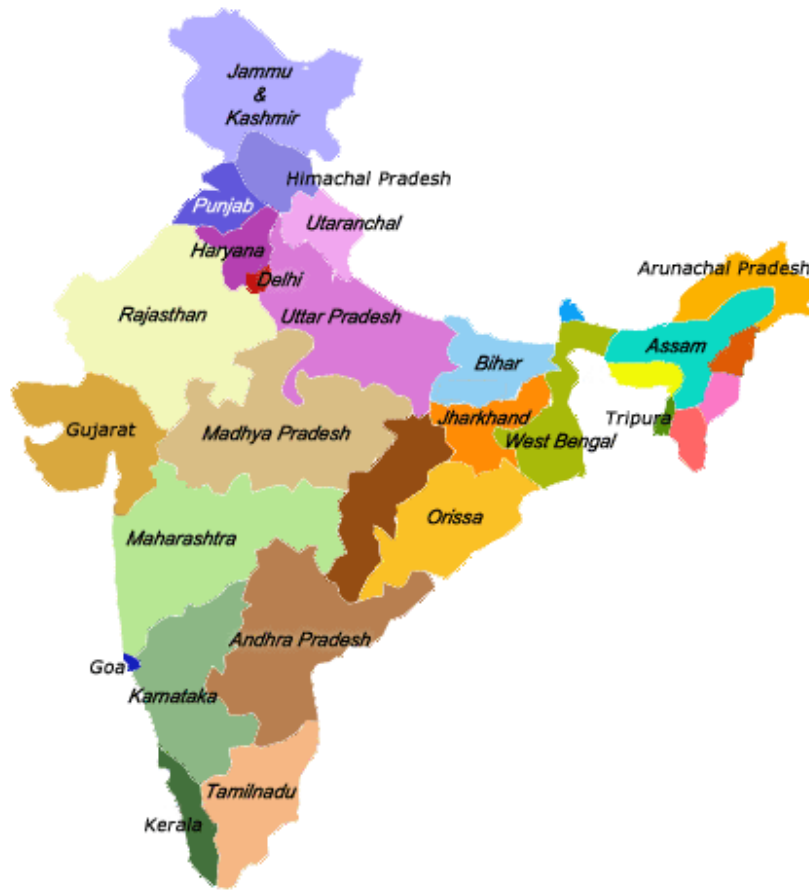 Jammu
&
Kashmir
Himachal Pradesh
Punjab
Utaranchal
Haryana
Arunachal Pradesh
Delhi
Rajasthan
Uttar Pradesh
Assam
Bihar
Gujarat
Madhya Pradesh
Jharkhand
Tripura
West Bengal
Orissa
Maharashtra
Andhra Pradesh
Goa
Karnataka
Tamilnadu
Kerala